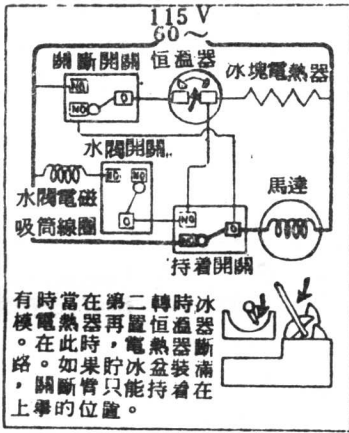 115 V
60～
關斷開關
恒溫器
冰塊電熱器
NO
水閥開關
水閥電磁
吸筒線圈
馬達
持着開關
有時當在第二轉時冰
模電熱器再置恒溫器
。在此時，電熱器斷
路。如果貯冰盆裝滿
，關斷臂只能持着在
上舉的位置。